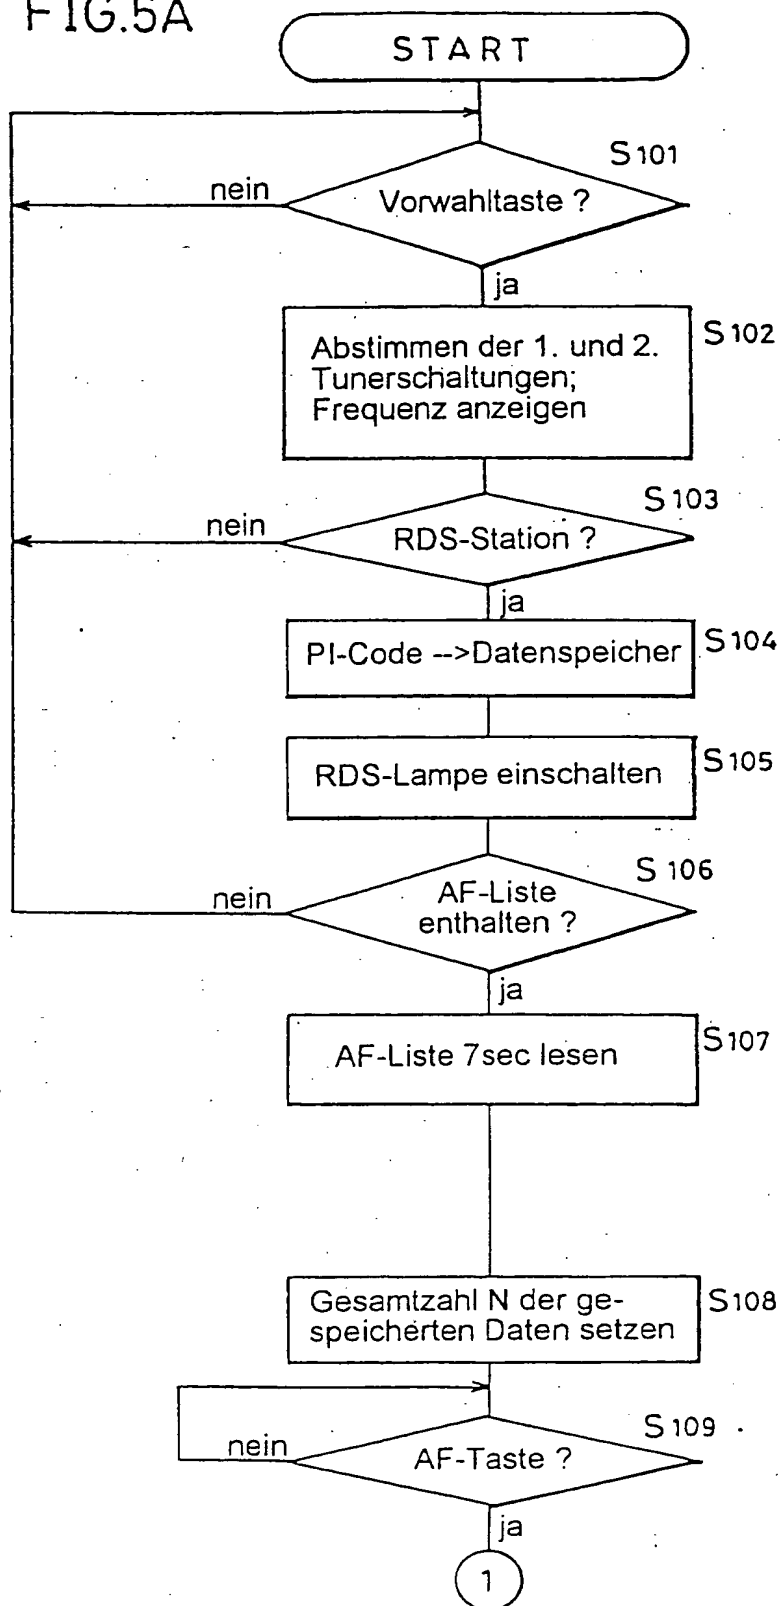 FIG.5A
START
S101
Vorwahltaste ?
nein
ja
S102
Abstimmen der 1. und 2.
Tunerschaltungen;
Frequenz anzeigen
S103
nein
RDS-Station ?
ja
S104
PI-Code -->Datenspeicher
S105
RDS-Lampe einschalten
S106
nein
AF-Liste
enthalten ?
ja
S107
AF-Liste 7sec lesen
S108
Gesamtzahl N der ge-
speicherten Daten setzen
S109
nein
AF-Taste ?
ja
1